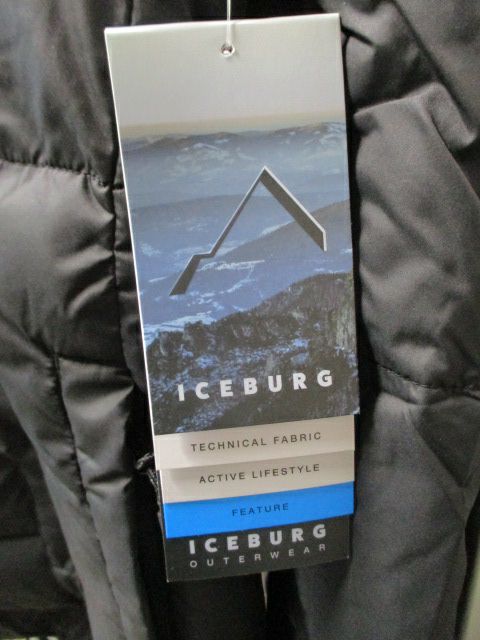 ICEBURG
TECHNICAL FABRIC
ACTIVE LIFESTYLE
FEATURE
ICEBURG
OUTERWEAR